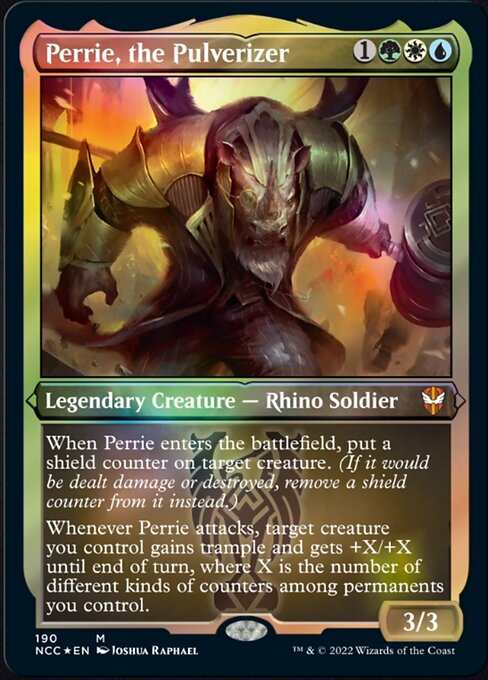 Perrie, the Pulverizer 1
Legendary Creature — Rhino Soldier
When Perrie enters the battlefield, put a
shield counter on target creature. (If it would
be dealt damage or destroyed, remove a shield
counter from it instead.)
Whenever Perrie attacks, target creature
you control gains trample and gets +X/+X
until end of turn, where X is the number of
different kinds of counters among permanents
you control.
3/3
190 M
NCC★EN Joshua Raphael ™ & © 2022 Wizards of the Coast